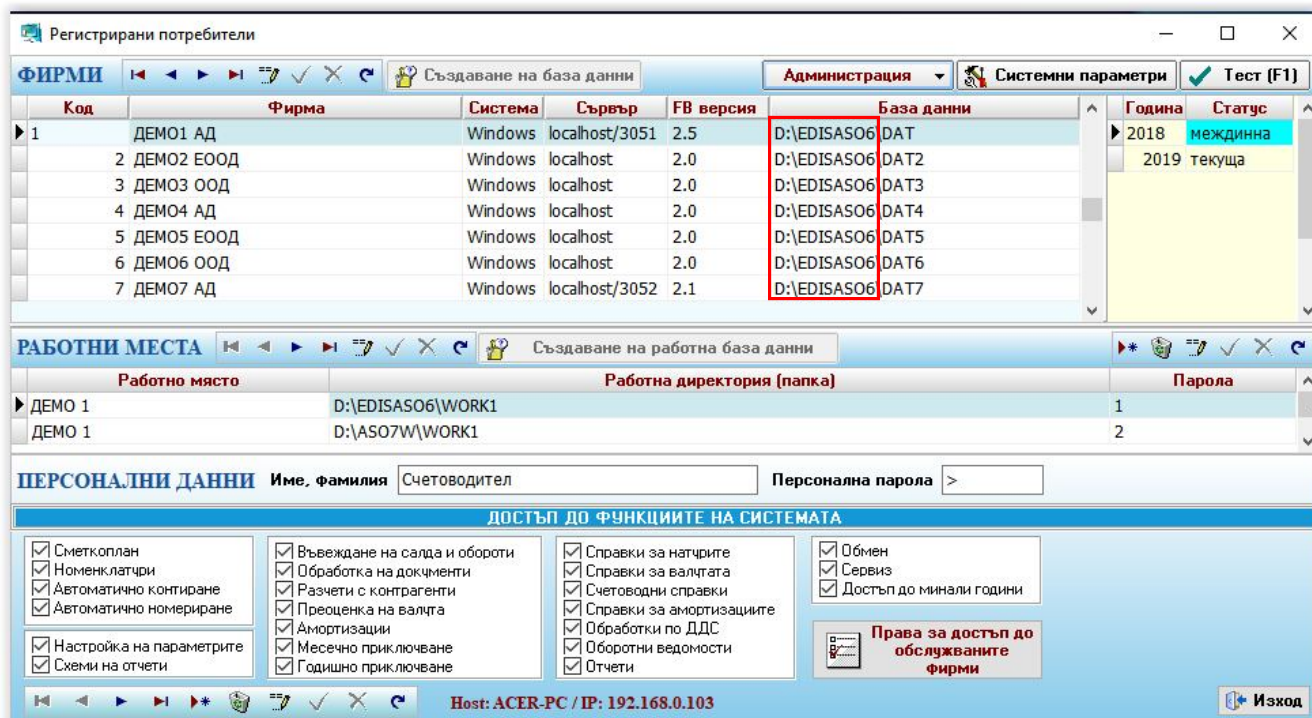 Регистрирани потребители
ФИРМИ Създаване на база данни Администрация Системни параметри Тест (F1)
Код Фирма Система Сървър FB версия База данни Година Статус
1 ДЕМО1 АД Windows localhost/3051 2.5 D:\EDISASO6\DAT 2018 междинна
2 ДЕМО2 ЕООД Windows localhost 2.0 D:\EDISASO6\DAT2 2019 текуща
3 ДЕМО3 ООД Windows localhost 2.0 D:\EDISASO6\DAT3
4 ДЕМО4 АД Windows localhost 2.0 D:\EDISASO6\DAT4
5 ДЕМО5 ЕООД Windows localhost 2.0 D:\EDISASO6\DAT5
6 ДЕМО6 ООД Windows localhost 2.0 D:\EDISASO6\DAT6
7 ДЕМО7 АД Windows localhost/3052 2.1 D:\EDISASO6\DAT7
РАБОТНИ МЕСТА Създаване на работна база данни
Работно място Работна директория (папка) Парола
ДЕМО 1 D:\EDISASO6\WORK1 1
ДЕМО 1 D:\ASO7W\WORK1 2
ПЕРСОНАЛНИ ДАННИ Име, фамилия Счетоводител Персонална парола >
ДОСТЪП ДО ФУНКЦИИТЕ НА СИСТЕМАТА
Сметкоплан
Номенклатури
Автоматично контиране
Автоматично номериране
Настройка на параметрите
Схеми на отчети
Въвеждане на салда и обороти
Обработка на документи
Разчети с контрагенти
Преоценка на валута
Амортизации
Месечно приключване
Годишно приключване
Справки за натурите
Справки за валутата
Счетоводни справки
Справки за амортизациите
Обработки по ДДС
Оборотни ведомости
Отчети
Обмен
Сервиз
Достъп до минали години
Права за достъп до
обслужваните
фирми
Host: ACER-PC / IP: 192.168.0.103 Изход